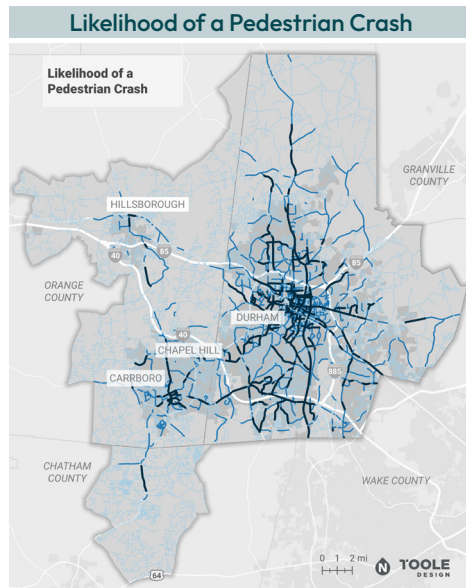 Likelihood of a Pedestrian Crash
Likelihood of a
Pedestrian Crash
GRANVILLE
COUNTY
HILLSBOROUGH
85
40
85
ORANGE
COUNTY
DURHAM
40
CHAPEL HILL
CARRBORO
885
CHATHAM
COUNTY
WAKE COUNTY
0 1 2 mi
N
TOOLE
DESIGN
64